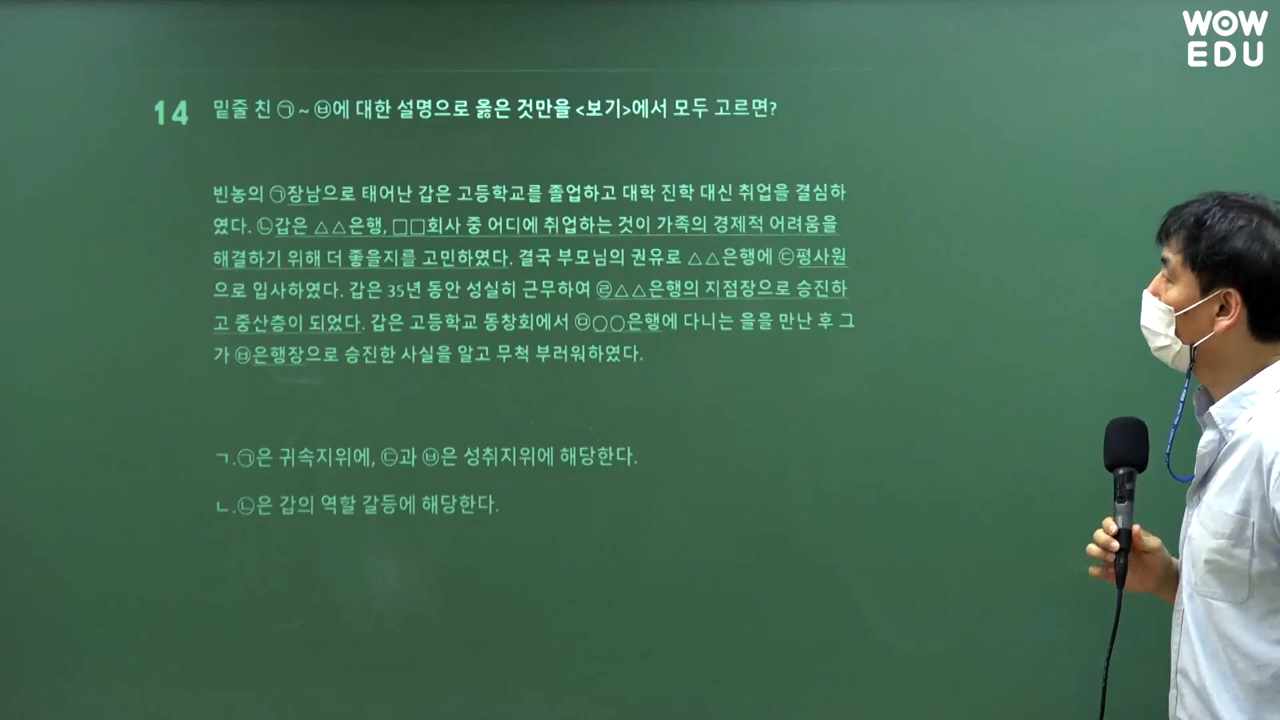 WOW
EDU
14 밑줄 친 ㉠ ~ ㉥에 대한 설명으로 옳은 것만을 <보기>에서 모두 고르면?
빈농의 ㉠장남으로 태어난 갑은 고등학교를 졸업하고 대학 진학 대신 취업을 결심하
였다. ㉡갑은 △△은행, □□회사 중 어디에 취업하는 것이 가족의 경제적 어려움을
해결하기 위해 더 좋을지를 고민하였다. 결국 부모님의 권유로 △△은행에 ㉢평사원
으로 입사하였다. 갑은 35년 동안 성실히 근무하여 ㉣△△은행의 지점장으로 승진하
고 중산층이 되었다. 갑은 고등학교 동창회에서 ㉤○○은행에 다니는 을을 만난 후 그
가 ㉥은행장으로 승진한 사실을 알고 무척 부러워하였다.
ㄱ.㉠은 귀속지위에, ㉢과 ㉥은 성취지위에 해당한다.
ㄴ.㉡은 갑의 역할 갈등에 해당한다.